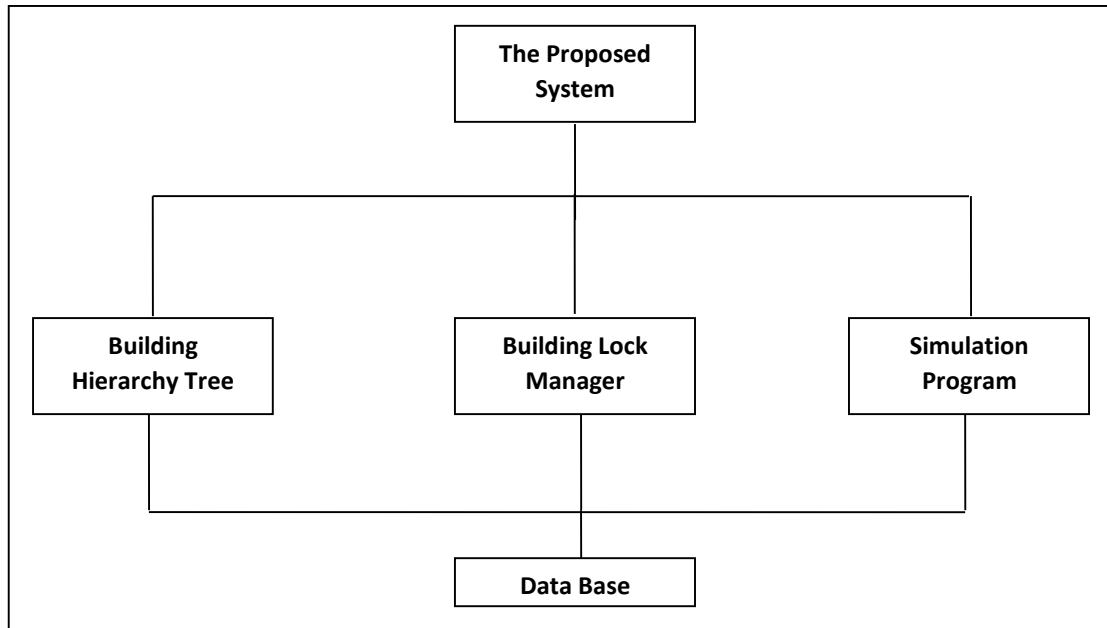 The Proposed
System
Building
Hierarchy Tree
Building Lock
Manager
Simulation
Program
Data Base